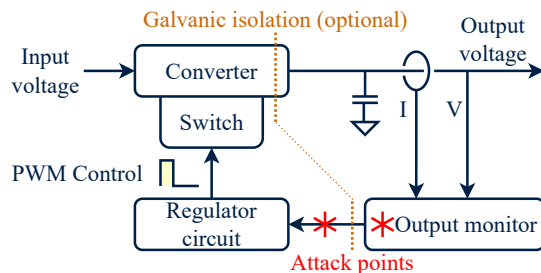 Galvanic isolation (optional)
Input
voltage
Converter
Output
voltage
Switch
I
V
PWM Control
Regulator
circuit
Output monitor
Attack points